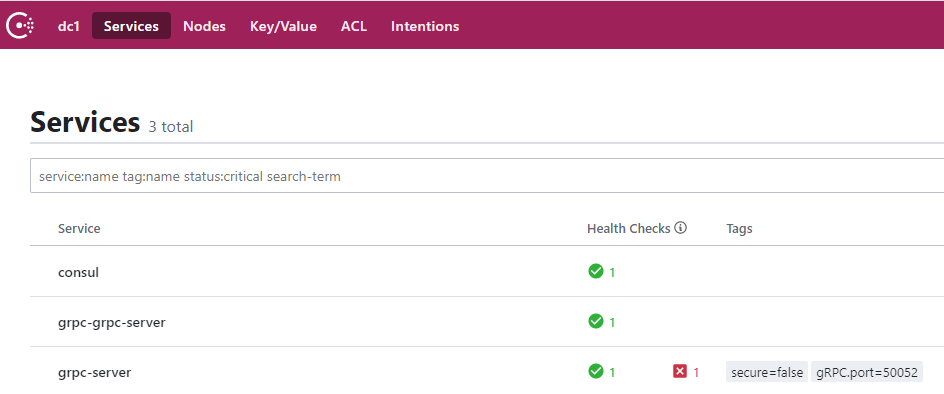 dc1 Services Nodes Key/Value ACL Intentions
Services 3 total
service:name tag:name status:critical search-term
Service Health Checks Tags
consul 1
grpc-grpc-server 1
grpc-server 1 1 secure=false gRPC.port=50052